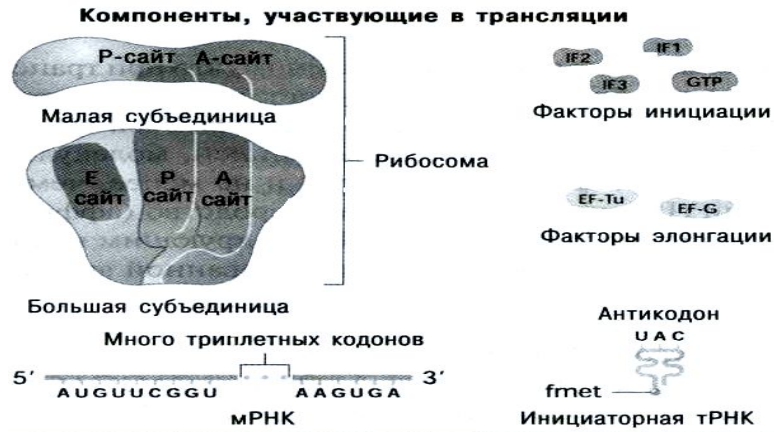 Компоненты, участвующие в трансляции
P-сайт A-сайт
Малая субъединица
E сайт
P сайт
A сайт
Большая субъединица
Рибосома
IF2
IF1
IF3
GTP
Факторы инициации
EF-Tu
EF-G
Факторы элонгации
Много триплетных кодонов
5′ 3′
AUGUUCGGU AAGUGA
мРНК
Антикодон
UAC
fmet
Инициаторная тРНК